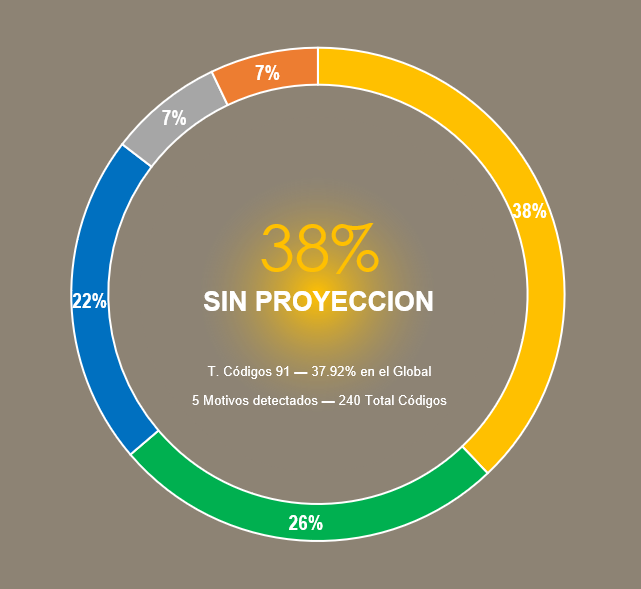 7%
7%
38%
38%
SIN PROYECCION
22%
T. Códigos 91 — 37.92% en el Global
5 Motivos detectados — 240 Total Códigos
26%